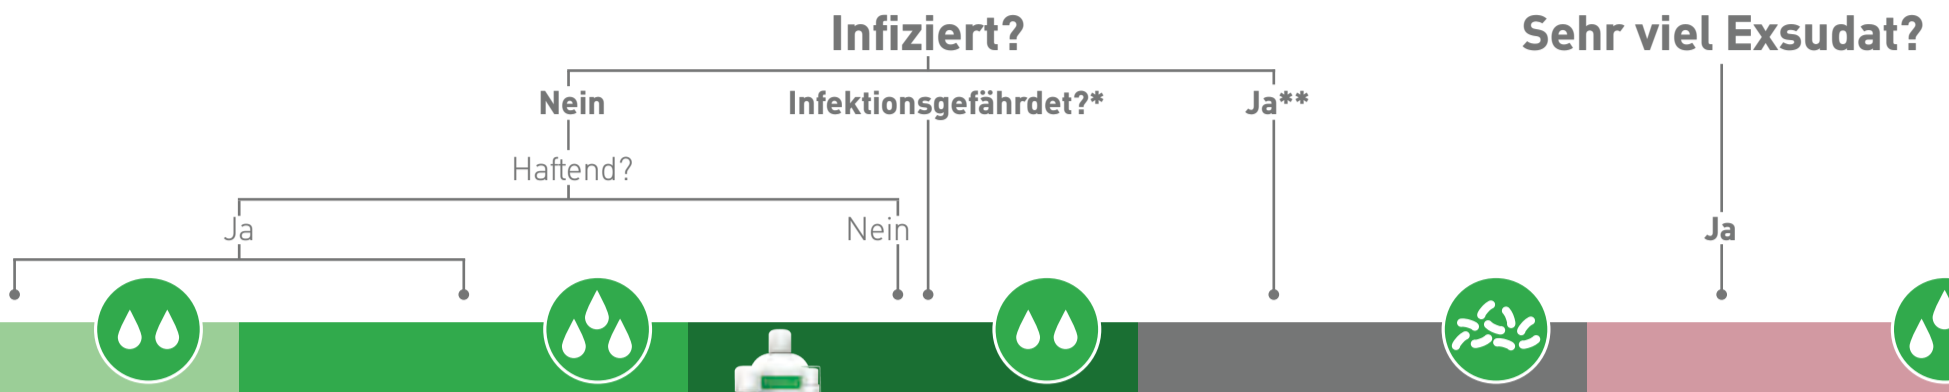 Infiziert?
Sehr viel Exsudat?
Nein
Infektionsgefährdet?*
Ja**
Haftend?
Ja
Nein
Ja